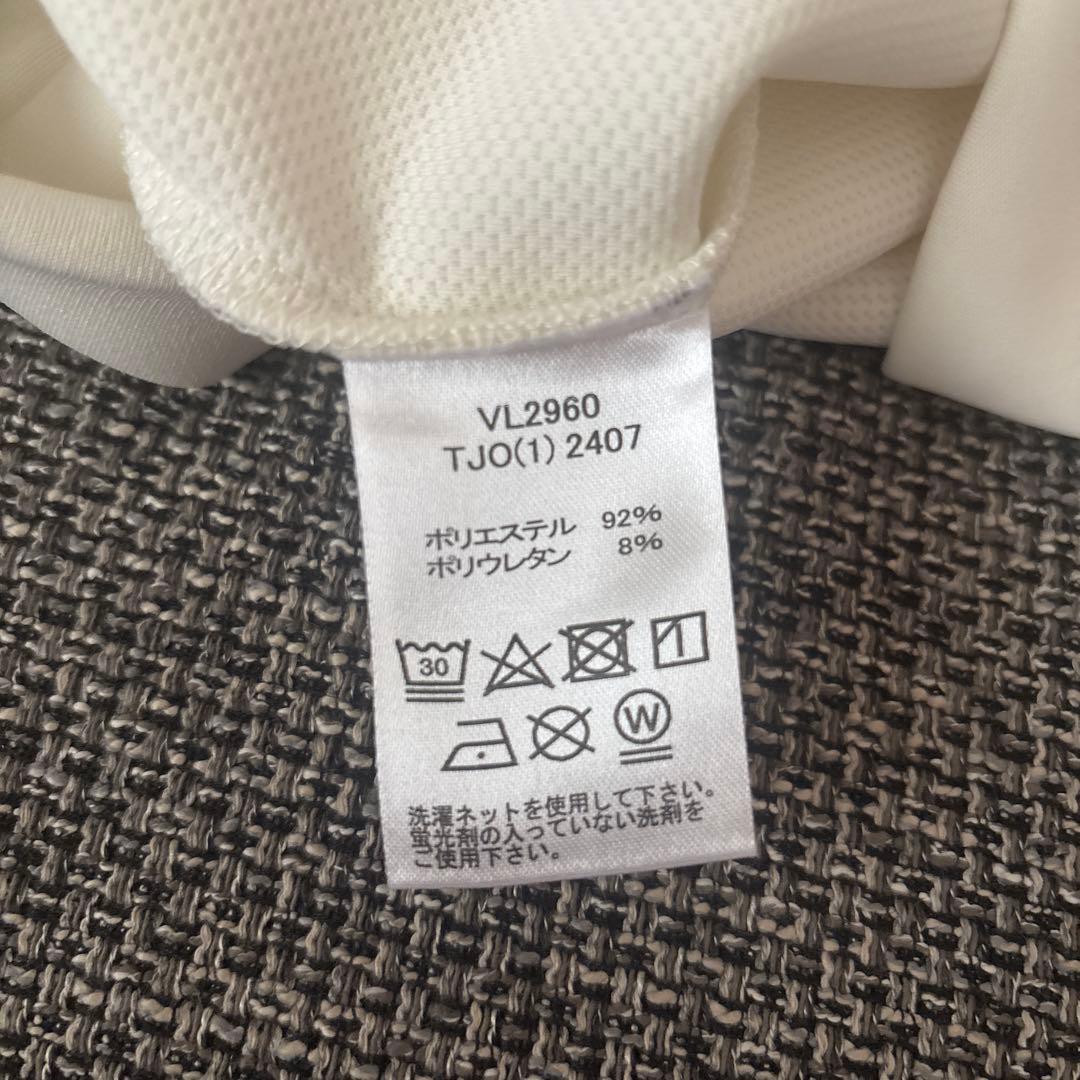 VL2960
TJO(1) 2407
ポリエステル 92%
ポリウレタン 8%
30
W
洗濯ネットを使用して下さい。
蛍光剤の入っていない洗剤を
ご使用下さい。